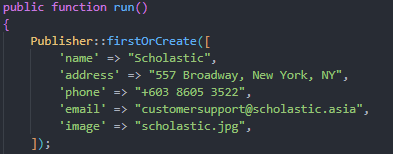 public function run()
{
    Publisher::firstOrCreate([
        'name' => "Scholastic",
        'address' => "557 Broadway, New York, NY",
        'phone' => "+603 8605 3522",
        'email' => "customersupport@scholastic.asia",
        'image' => "scholastic.jpg",
    ]);